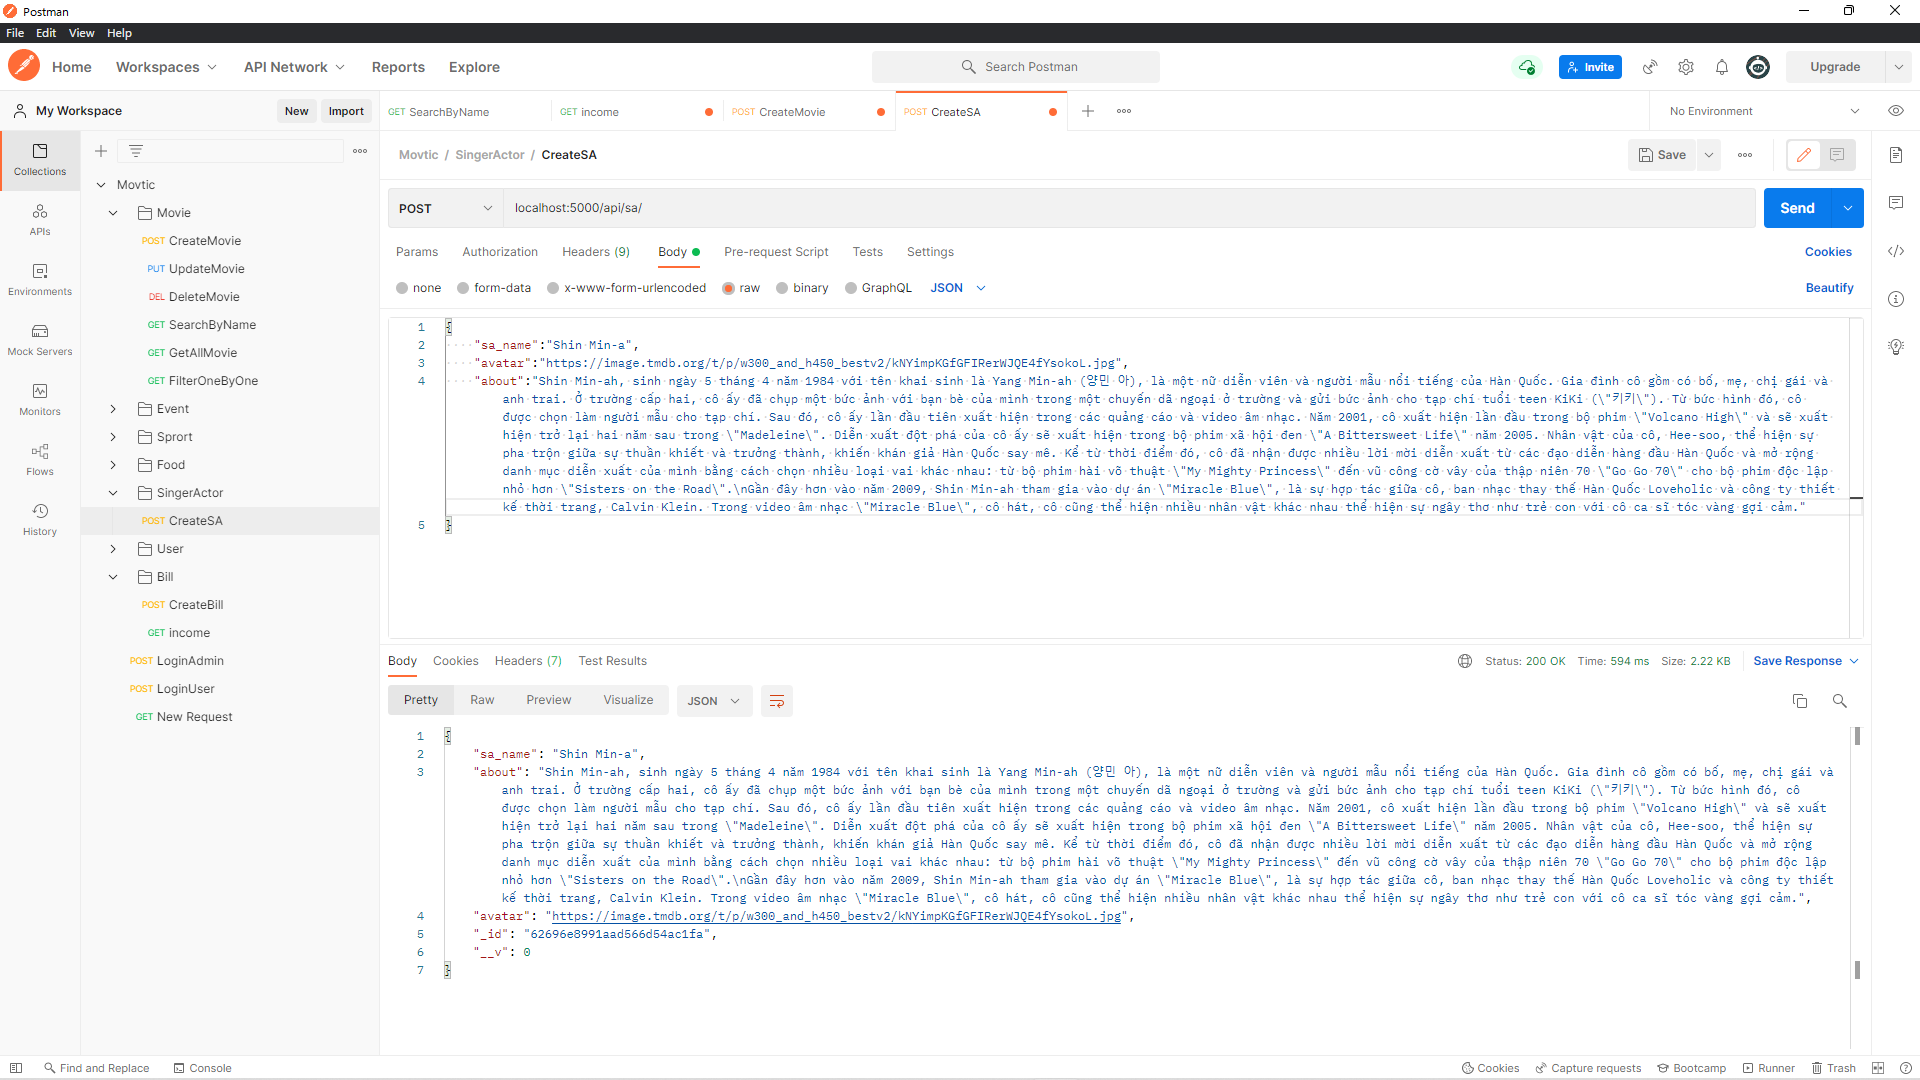 Postman
File Edit View Help
Home Workspaces API Network Reports Explore Search Postman Invite Upgrade
My Workspace New Import GET SearchByName GET income POST CreateMovie POST CreateSA No Environment
Collections
APIs
Environments
Mock Servers
Monitors
Flows
History
Movtic
Movie
POST CreateMovie
PUT UpdateMovie
DEL DeleteMovie
GET SearchByName
GET GetAllMovie
GET FilterOneByOne
Event
Sprort
Food
SingerActor
POST CreateSA
User
Bill
POST CreateBill
GET income
POST LoginAdmin
POST LoginUser
GET New Request
Movtic / SingerActor / CreateSA Save
POST localhost:5000/api/sa/ Send
Params Authorization Headers (9) Body Pre-request Script Tests Settings Cookies
none form-data x-www-form-urlencoded raw binary GraphQL JSON Beautify
1 {
2 "sa_name":"Shin Min-a",
3 "avatar":"https://image.tmdb.org/t/p/w300_and_h450_bestv2/kNYimpKGfGFIRerWJQE4fYsokoL.jpg",
4 "about":"Shin Min-ah, sinh ngày 5 tháng 4 năm 1984 với tên khai sinh là Yang Min-ah (양민 아), là một nữ diễn viên và người mẫu nổi tiếng của Hàn Quốc. Gia đình cô gồm có bố, mẹ, chị gái và
anh trai. Ở trường cấp hai, cô ấy đã chụp một bức ảnh với bạn bè của mình trong một chuyến dã ngoại ở trường và gửi bức ảnh cho tạp chí tuổi teen KiKi (\"키키\"). Từ bức hình đó, cô
được chọn làm người mẫu cho tạp chí. Sau đó, cô ấy lần đầu tiên xuất hiện trong các quảng cáo và video âm nhạc. Năm 2001, cô xuất hiện lần đầu trong bộ phim \"Volcano High\" và sẽ xuất
hiện trở lại hai năm sau trong \"Madeleine\". Diễn xuất đột phá của cô ấy sẽ xuất hiện trong bộ phim xã hội đen \"A Bittersweet Life\" năm 2005. Nhân vật của cô, Hee-soo, thể hiện sự
pha trộn giữa sự thuần khiết và trưởng thành, khiến khán giả Hàn Quốc say mê. Kể từ thời điểm đó, cô đã nhận được nhiều lời mời diễn xuất từ các đạo diễn hàng đầu Hàn Quốc và mở rộng
danh mục diễn xuất của mình bằng cách chọn nhiều loại vai khác nhau: từ bộ phim hài võ thuật \"My Mighty Princess\" đến vũ công cờ vây của thập niên 70 \"Go Go 70\" cho bộ phim độc lập
nhỏ hơn \"Sisters on the Road\".\nGần đây hơn vào năm 2009, Shin Min-ah tham gia vào dự án \"Miracle Blue\", là sự hợp tác giữa cô, ban nhạc thay thế Hàn Quốc Loveholic và công ty thiết
kế thời trang, Calvin Klein. Trong video âm nhạc \"Miracle Blue\", cô hát, cô cũng thể hiện nhiều nhân vật khác nhau thể hiện sự ngây thơ như trẻ con với cô ca sĩ tóc vàng gợi cảm."
5 }
Body Cookies Headers (7) Test Results Status: 200 OK Time: 594 ms Size: 2.22 KB Save Response
Pretty Raw Preview Visualize JSON
1 {
2 "sa_name": "Shin Min-a",
3 "about": "Shin Min-ah, sinh ngày 5 tháng 4 năm 1984 với tên khai sinh là Yang Min-ah (양민 아), là một nữ diễn viên và người mẫu nổi tiếng của Hàn Quốc. Gia đình cô gồm có bố, mẹ, chị gái và
anh trai. Ở trường cấp hai, cô ấy đã chụp một bức ảnh với bạn bè của mình trong một chuyến dã ngoại ở trường và gửi bức ảnh cho tạp chí tuổi teen KiKi (\"키키\"). Từ bức hình đó, cô
được chọn làm người mẫu cho tạp chí. Sau đó, cô ấy lần đầu tiên xuất hiện trong các quảng cáo và video âm nhạc. Năm 2001, cô xuất hiện lần đầu trong bộ phim \"Volcano High\" và sẽ xuất
hiện trở lại hai năm sau trong \"Madeleine\". Diễn xuất đột phá của cô ấy sẽ xuất hiện trong bộ phim xã hội đen \"A Bittersweet Life\" năm 2005. Nhân vật của cô, Hee-soo, thể hiện sự
pha trộn giữa sự thuần khiết và trưởng thành, khiến khán giả Hàn Quốc say mê. Kể từ thời điểm đó, cô đã nhận được nhiều lời mời diễn xuất từ các đạo diễn hàng đầu Hàn Quốc và mở rộng
danh mục diễn xuất của mình bằng cách chọn nhiều loại vai khác nhau: từ bộ phim hài võ thuật \"My Mighty Princess\" đến vũ công cờ vây của thập niên 70 \"Go Go 70\" cho bộ phim độc lập
nhỏ hơn \"Sisters on the Road\".\nGần đây hơn vào năm 2009, Shin Min-ah tham gia vào dự án \"Miracle Blue\", là sự hợp tác giữa cô, ban nhạc thay thế Hàn Quốc Loveholic và công ty thiết
kế thời trang, Calvin Klein. Trong video âm nhạc \"Miracle Blue\", cô hát, cô cũng thể hiện nhiều nhân vật khác nhau thể hiện sự ngây thơ như trẻ con với cô ca sĩ tóc vàng gợi cảm.",
4 "avatar": "https://image.tmdb.org/t/p/w300_and_h450_bestv2/kNYimpKGfGFIRerWJQE4fYsokoL.jpg",
5 "_id": "62696e8991aad566d54ac1fa",
6 "__v": 0
7 }
Find and Replace Console Cookies Capture requests Bootcamp Runner Trash